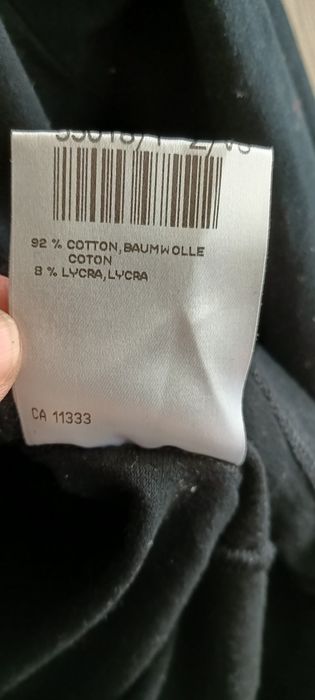 92 % COTTON,BAUMWOLLE
COTON
8 % LYCRA,LYCRA
CA 11333